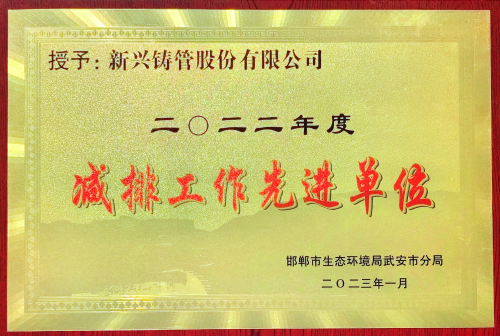 授予：新兴铸管股份有限公司
二〇二二年度
减排工作先进单位
邯郸市生态环境局武安市分局
二〇二三年一月